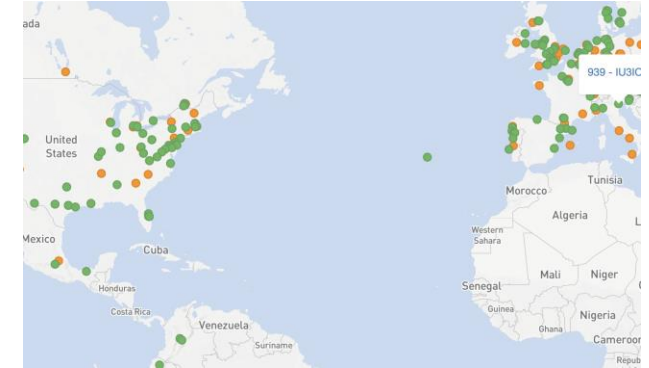 ada
939 - IU3IC
United
States
Tunisia
Morocco
Algeria
Western
Sahara
L
Mexico
Cuba
Mali
Niger
Honduras
Senegal
Costa Rica
Guinea
Nigeria
Venezuela
Ghana
Suriname
Cameroon
Repub